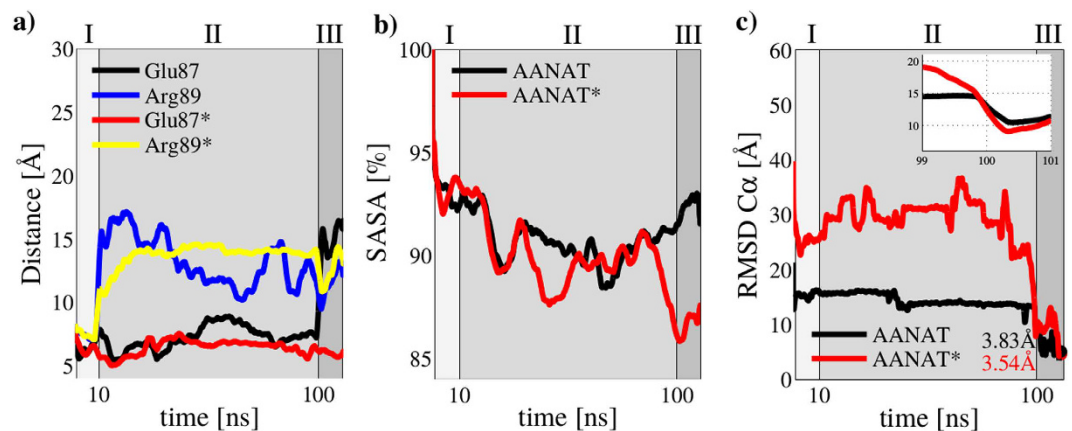 a)
I II III
30
25
20
15
10
5
Distance [Å]
Glu87
Arg89
Glu87*
Arg89*
10 100
time [ns]
b)
I II III
100
95
90
85
SASA [%]
AANAT
AANAT*
10 100
time [ns]
c)
I II III
60
50
40
30
20
10
0
RMSD Cα [Å]
20
15
10
99 100 101
AANAT 3.83Å
AANAT* 3.54Å
10 100
time [ns]